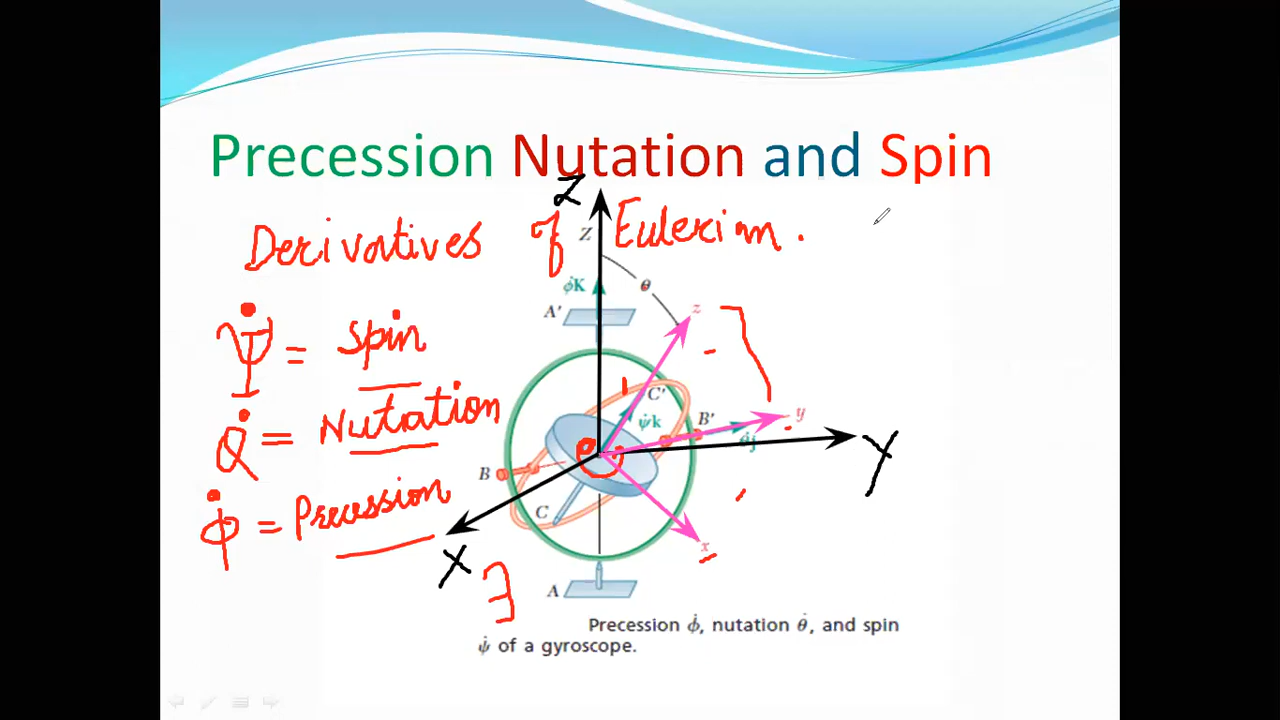 Precession Nutation and Spin
Derivatives of Eulerian.
Z
Z
θ
ϕ̇K
A'
z
Ψ̇ = Spin
C'
ψ̇k
B'
y
θ̇j
Y
Q̇ = Nutation
B
C
ϕ̇ = Precession
x
X
A
Precession ϕ̇, nutation θ̇, and spin
ψ̇ of a gyroscope.